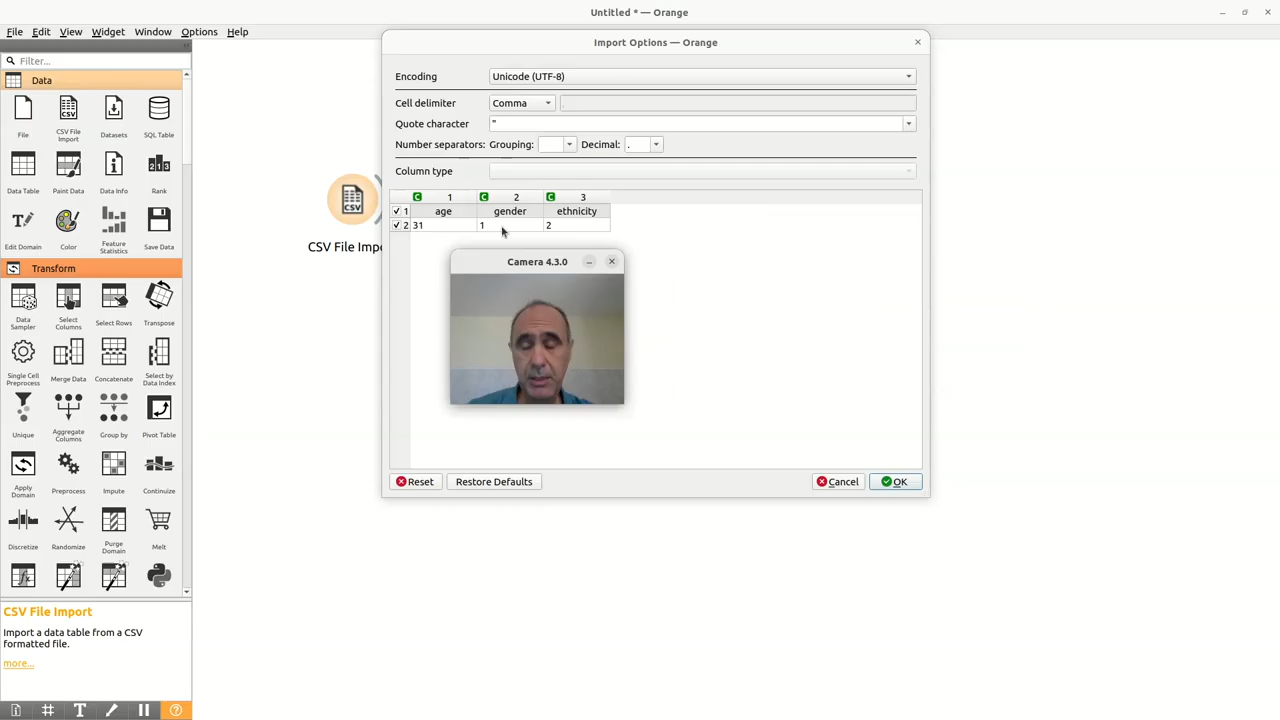 Untitled * — Orange
File Edit View Widget Window Options Help
Filter...
Data
File
CSV File Import
Datasets
SQL Table
Data Table
Paint Data
Data Info
Rank
Edit Domain
Color
Feature Statistics
Save Data
Transform
Data Sampler
Select Columns
Select Rows
Transpose
Single Cell Preprocess
Merge Data
Concatenate
Select by Data Index
Unique
Aggregate Columns
Group by
Pivot Table
Apply Domain
Preprocess
Impute
Continuize
Discretize
Randomize
Purge Domain
Melt
CSV File Import
Import a data table from a CSV
formatted file.
more...
CSV File Impo
Import Options — Orange
Encoding Unicode (UTF-8)
Cell delimiter Comma ,
Quote character "
Number separators: Grouping: Decimal: .
Column type
C 1 C 2 C 3
1 age gender ethnicity
2 31 1 2
Camera 4.3.0
Reset Restore Defaults Cancel OK